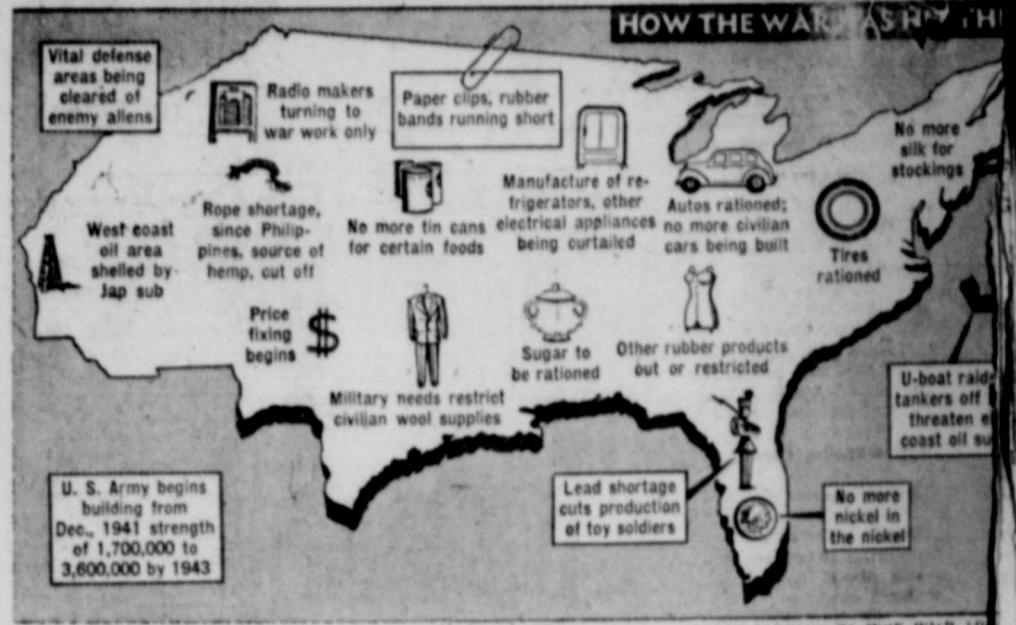 HOW THE WAR HAS HIT TH
Vital defense
areas being
cleared of
enemy aliens
Radio makers
turning to
war work only
Paper clips, rubber
bands running short
No more
silk for
stockings
Manufacture of re-
frigerators, other
electrical appliances
being curtailed
Autos rationed;
no more civilian
cars being built
Tires
rationed
West coast
oil area
shelled by
Jap sub
Rope shortage,
since Philip-
pines, source of
hemp, cut off
No more tin cans
for certain foods
Price
fixing
begins
$
Military needs restrict
civilian wool supplies
Sugar to
be rationed
Other rubber products
out or restricted
U-boat raid
tankers off
threaten e
coast oil su
U. S. Army begins
building from
Dec., 1941 strength
of 1,700,000 to
3,600,000 by 1943
Lead shortage
cuts production
of toy soldiers
No more
nickel in
the nickel